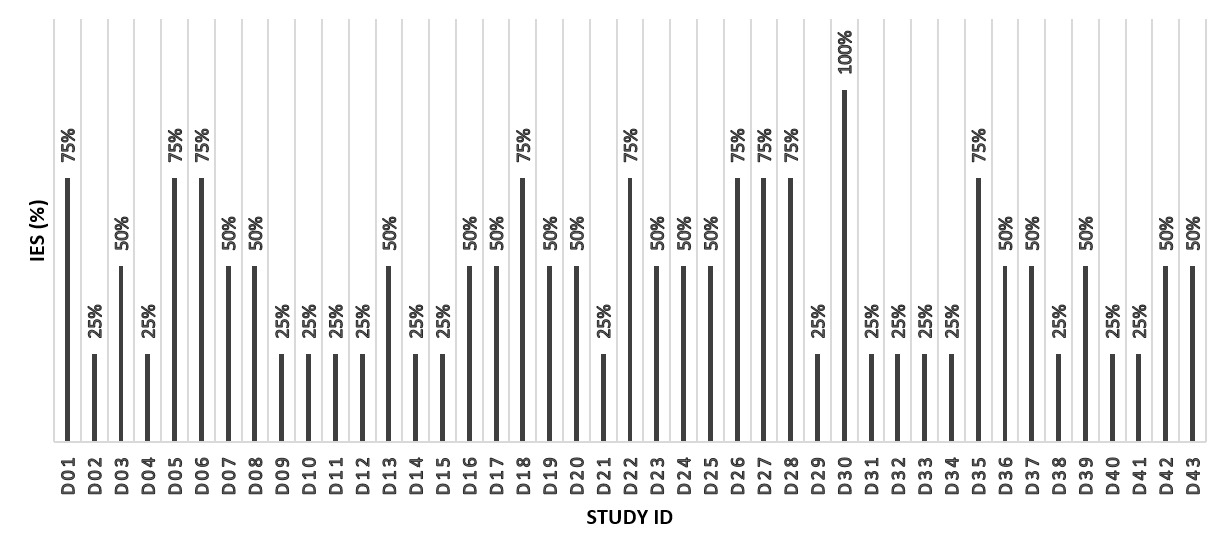 IES (%)
75%
25%
50%
25%
75%
75%
50%
50%
25%
25%
25%
25%
50%
25%
25%
50%
50%
75%
50%
50%
25%
75%
50%
50%
50%
75%
75%
75%
25%
100%
25%
25%
25%
25%
75%
50%
50%
25%
50%
25%
25%
50%
50%
D01
D02
D03
D04
D05
D06
D07
D08
D09
D10
D11
D12
D13
D14
D15
D16
D17
D18
D19
D20
D21
D22
D23
D24
D25
D26
D27
D28
D29
D30
D31
D32
D33
D34
D35
D36
D37
D38
D39
D40
D41
D42
D43
STUDY ID